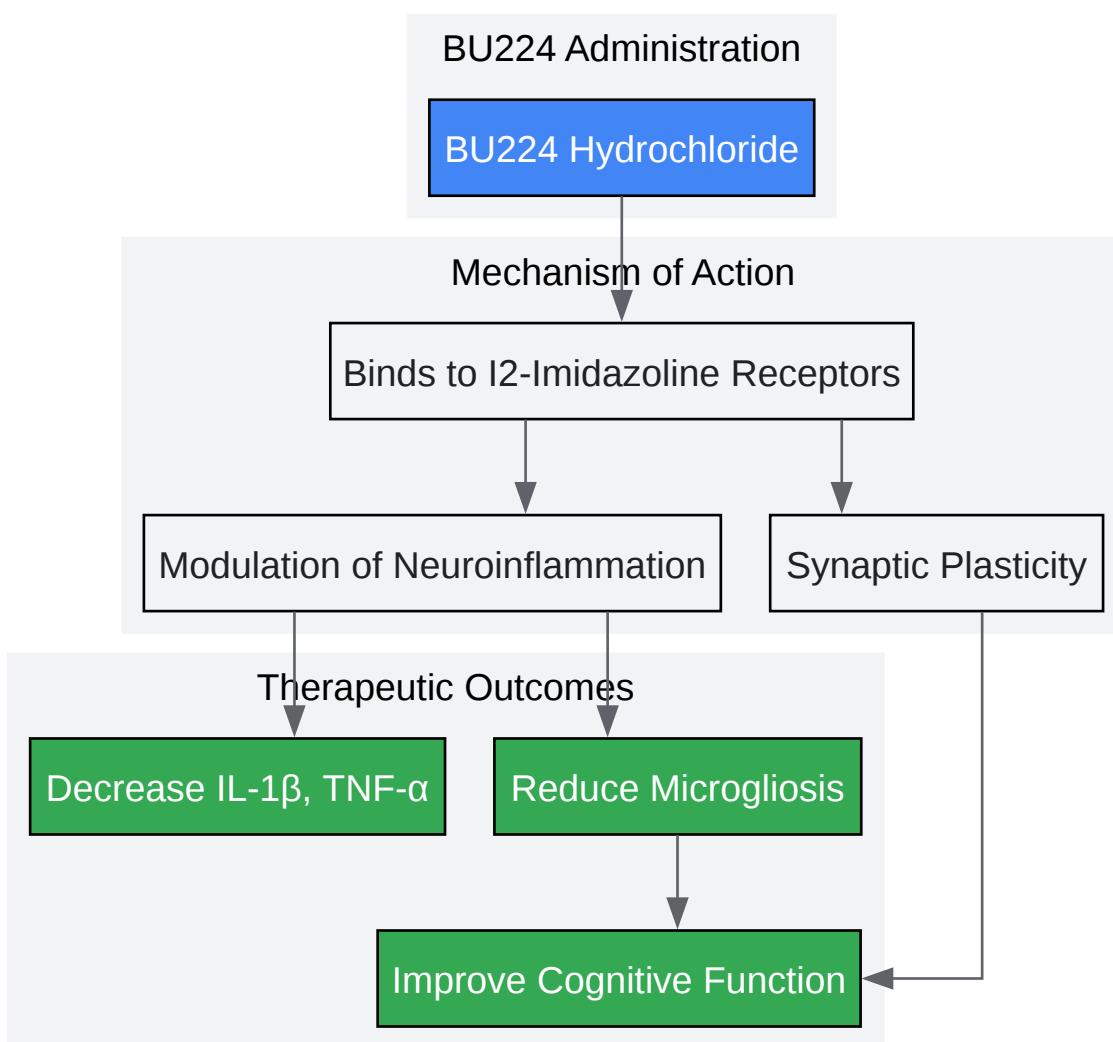 BU224 Administration
BU224 Hydrochloride
Mechanism of Action
Binds to I2-Imidazoline Receptors
Modulation of Neuroinflammation
Synaptic Plasticity
Therapeutic Outcomes
Decrease IL-1β, TNF-α
Reduce Microgliosis
Improve Cognitive Function